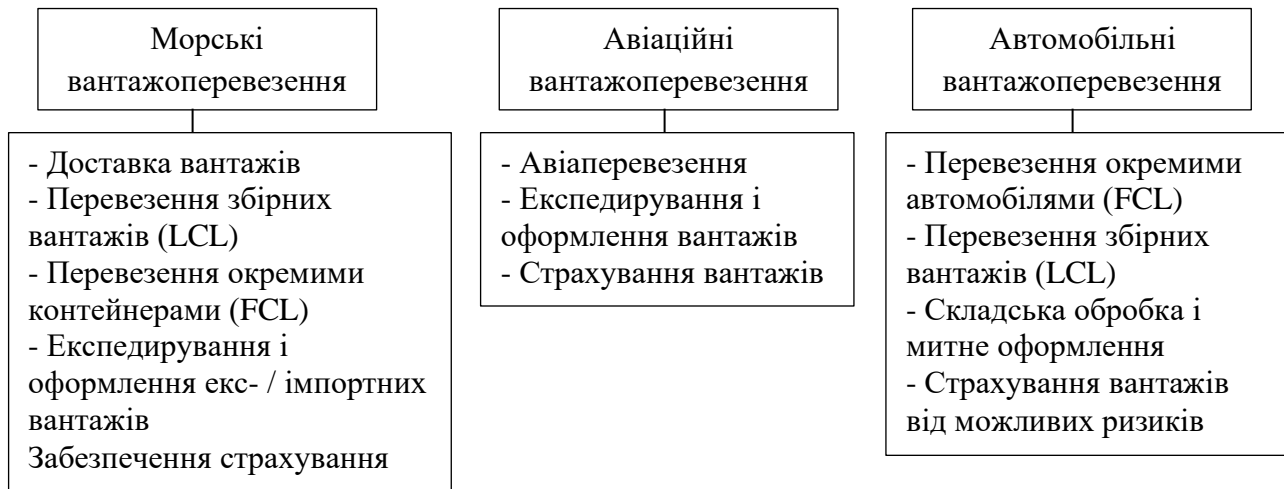 Морські
вантажоперевезення
- Доставка вантажів
- Перевезення збірних
вантажів (LCL)
- Перевезення окремими
контейнерами (FCL)
- Експедирування і
оформлення екс- / імпортних
вантажів
Забезпечення страхування
Авіаційні
вантажоперевезення
- Авіаперевезення
- Експедирування і
оформлення вантажів
- Страхування вантажів
Автомобільні
вантажоперевезення
- Перевезення окремими
автомобілями (FCL)
- Перевезення збірних
вантажів (LCL)
- Складська обробка і
митне оформлення
- Страхування вантажів
від можливих ризиків